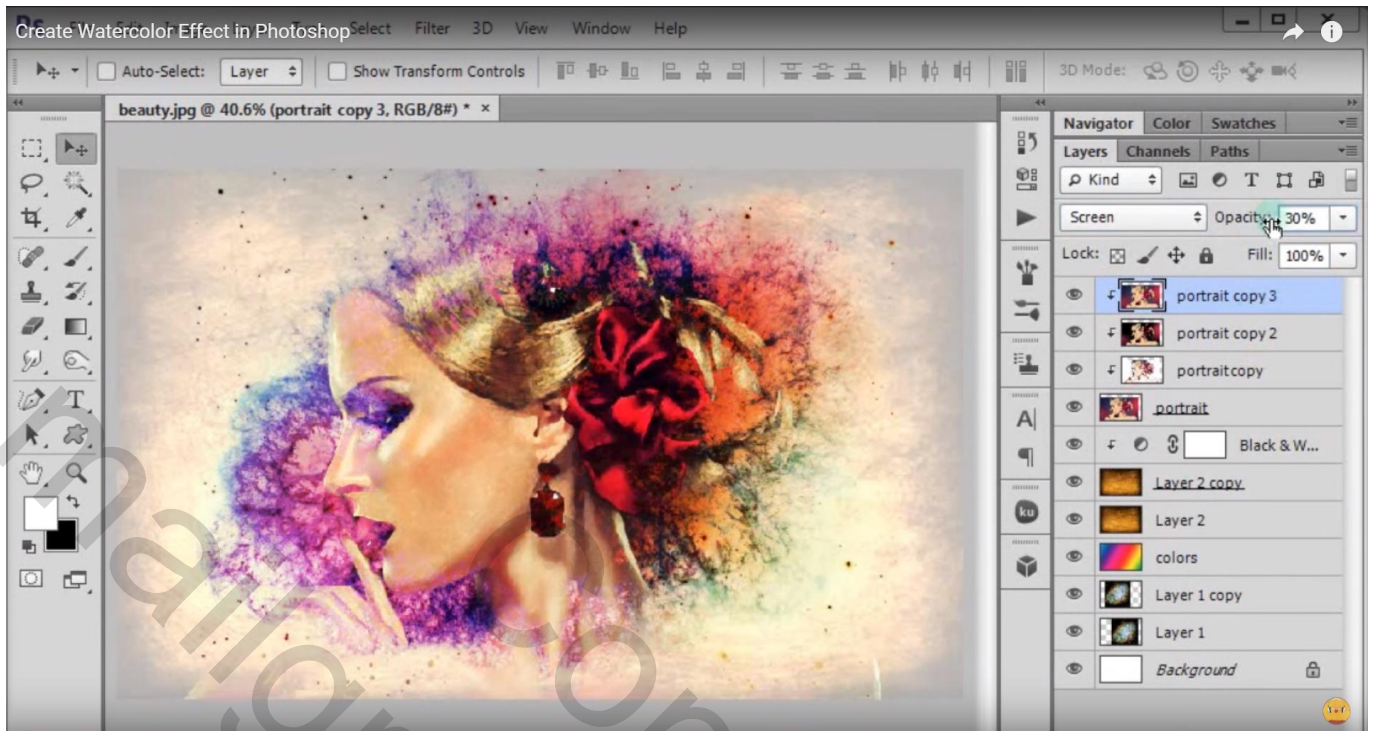 Create Watercolor Effect in Photoshop
Select Filter 3D View Window Help
Auto-Select: Layer Show Transform Controls 3D Mode:
beauty.jpg @ 40.6% (portrait copy 3, RGB/8#) * ×
Navigator Color Swatches
Layers Channels Paths
Kind
Screen Opacity: 30%
Lock: Fill: 100%
portrait copy 3
portrait copy 2
portrait copy
portrait
Black & W...
Layer 2 copy
Layer 2
colors
Layer 1 copy
Layer 1
Background
ku